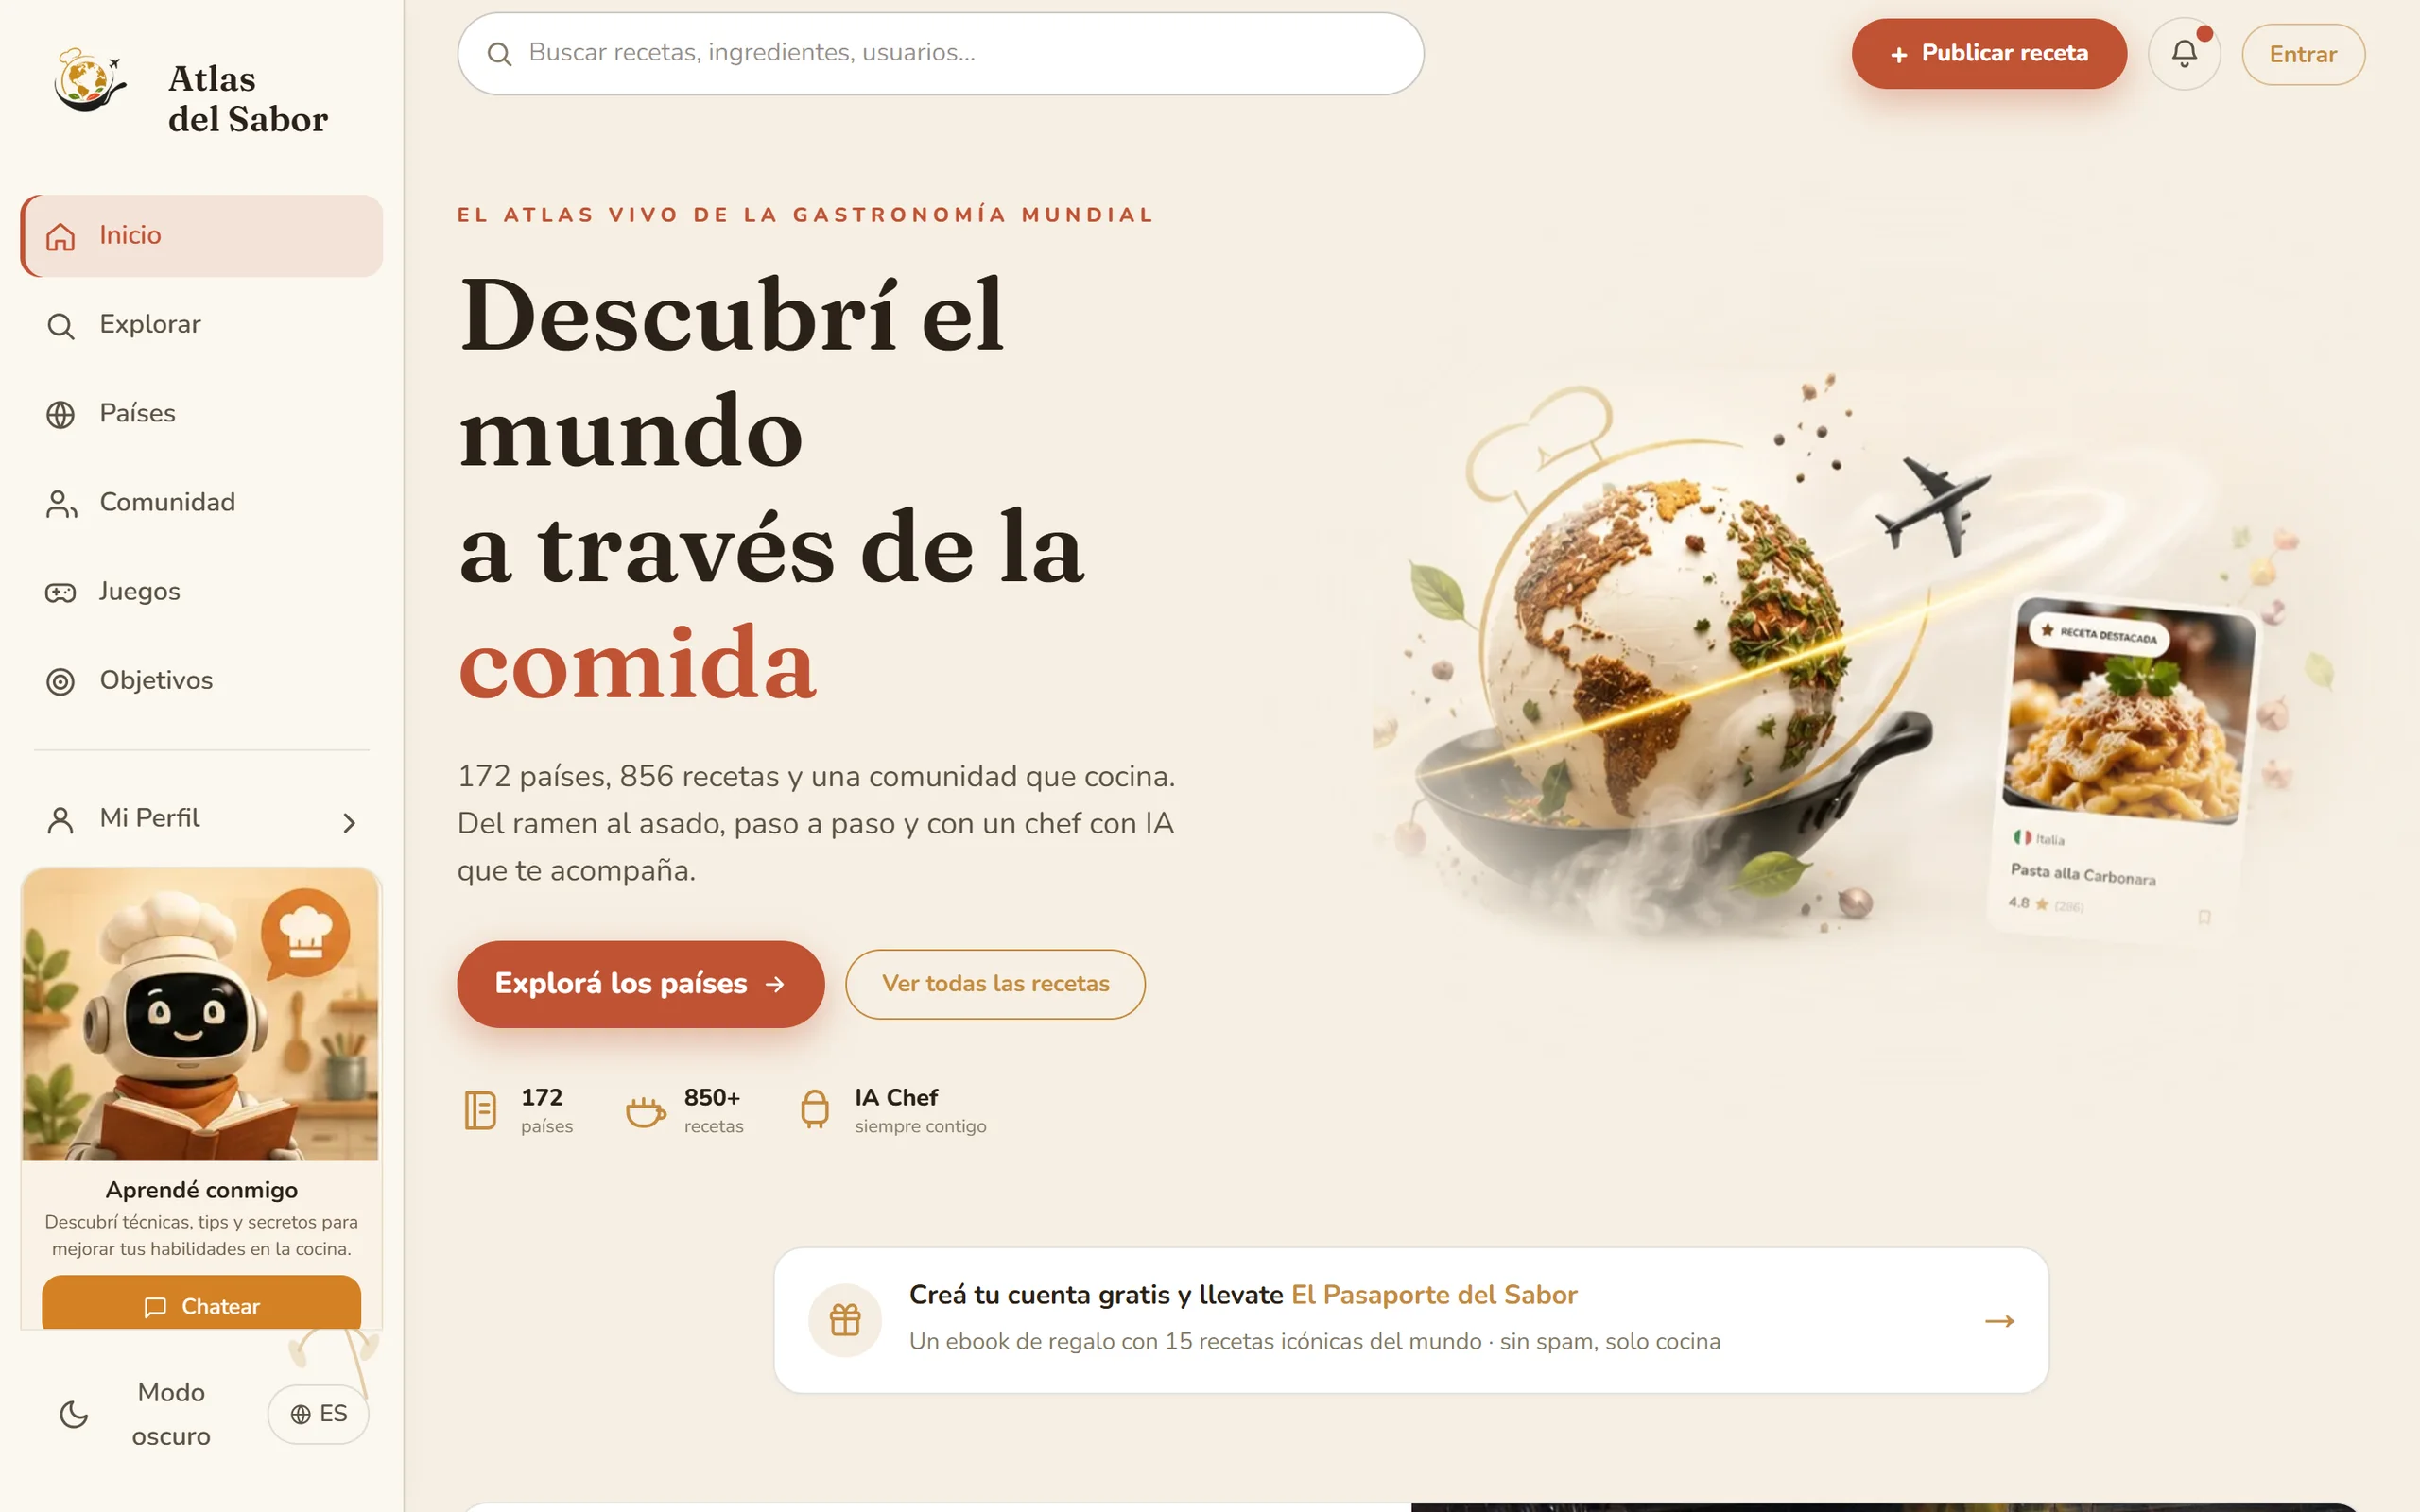 Atlas
del Sabor
Inicio
Explorar
Países
Comunidad
Juegos
Objetivos
Mi Perfil
Aprendé conmigo
Descubrí técnicas, tips y secretos para
mejorar tus habilidades en la cocina.
Chatear
Modo
oscuro
ES
Buscar recetas, ingredientes, usuarios...
+ Publicar receta
Entrar
EL ATLAS VIVO DE LA GASTRONOMÍA MUNDIAL
Descubrí el
mundo
a través de la
comida
172 países, 856 recetas y una comunidad que cocina.
Del ramen al asado, paso a paso y con un chef con IA
que te acompaña.
Explorá los países →
Ver todas las recetas
172
países
850+
recetas
IA Chef
siempre contigo
RECETA DESTACADA
Italia
Pasta alla Carbonara
4.8 ★ (286)
Creá tu cuenta gratis y llevate El Pasaporte del Sabor
Un ebook de regalo con 15 recetas icónicas del mundo · sin spam, solo cocina
→